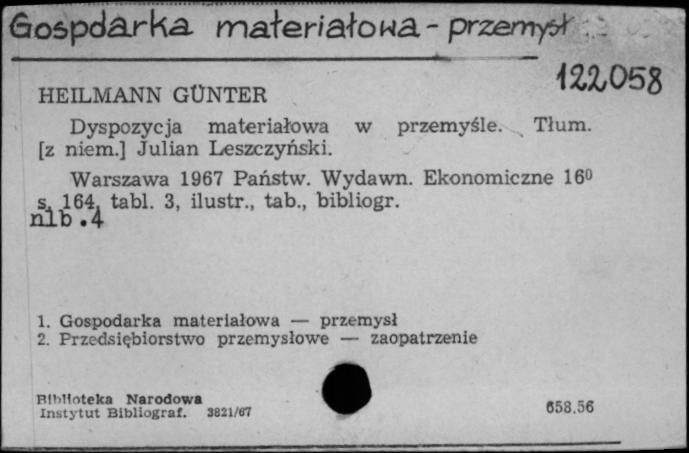 Gospdarka materiałowa - przemysł
122058
HEILMANN GÜNTER
Dyspozycja materiałowa w przemyśle. Tłum.
[z niem.] Julian Leszczyński.
Warszawa 1967 Państw. Wydawn. Ekonomiczne 16⁰
s. 164, tabl. 3, ilustr., tab., bibliogr.
nlb.4
1. Gospodarka materiałowa — przemysł
2. Przedsiębiorstwo przemysłowe — zaopatrzenie
Biblioteka Narodowa
Instytut Bibliograf. 3821/67
658.56